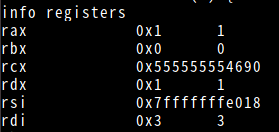 info registers
rax 0x1 1
rbx 0x0 0
rcx 0x555555554690
rdx 0x1 1
rsi 0x7fffffffe018
rdi 0x3 3